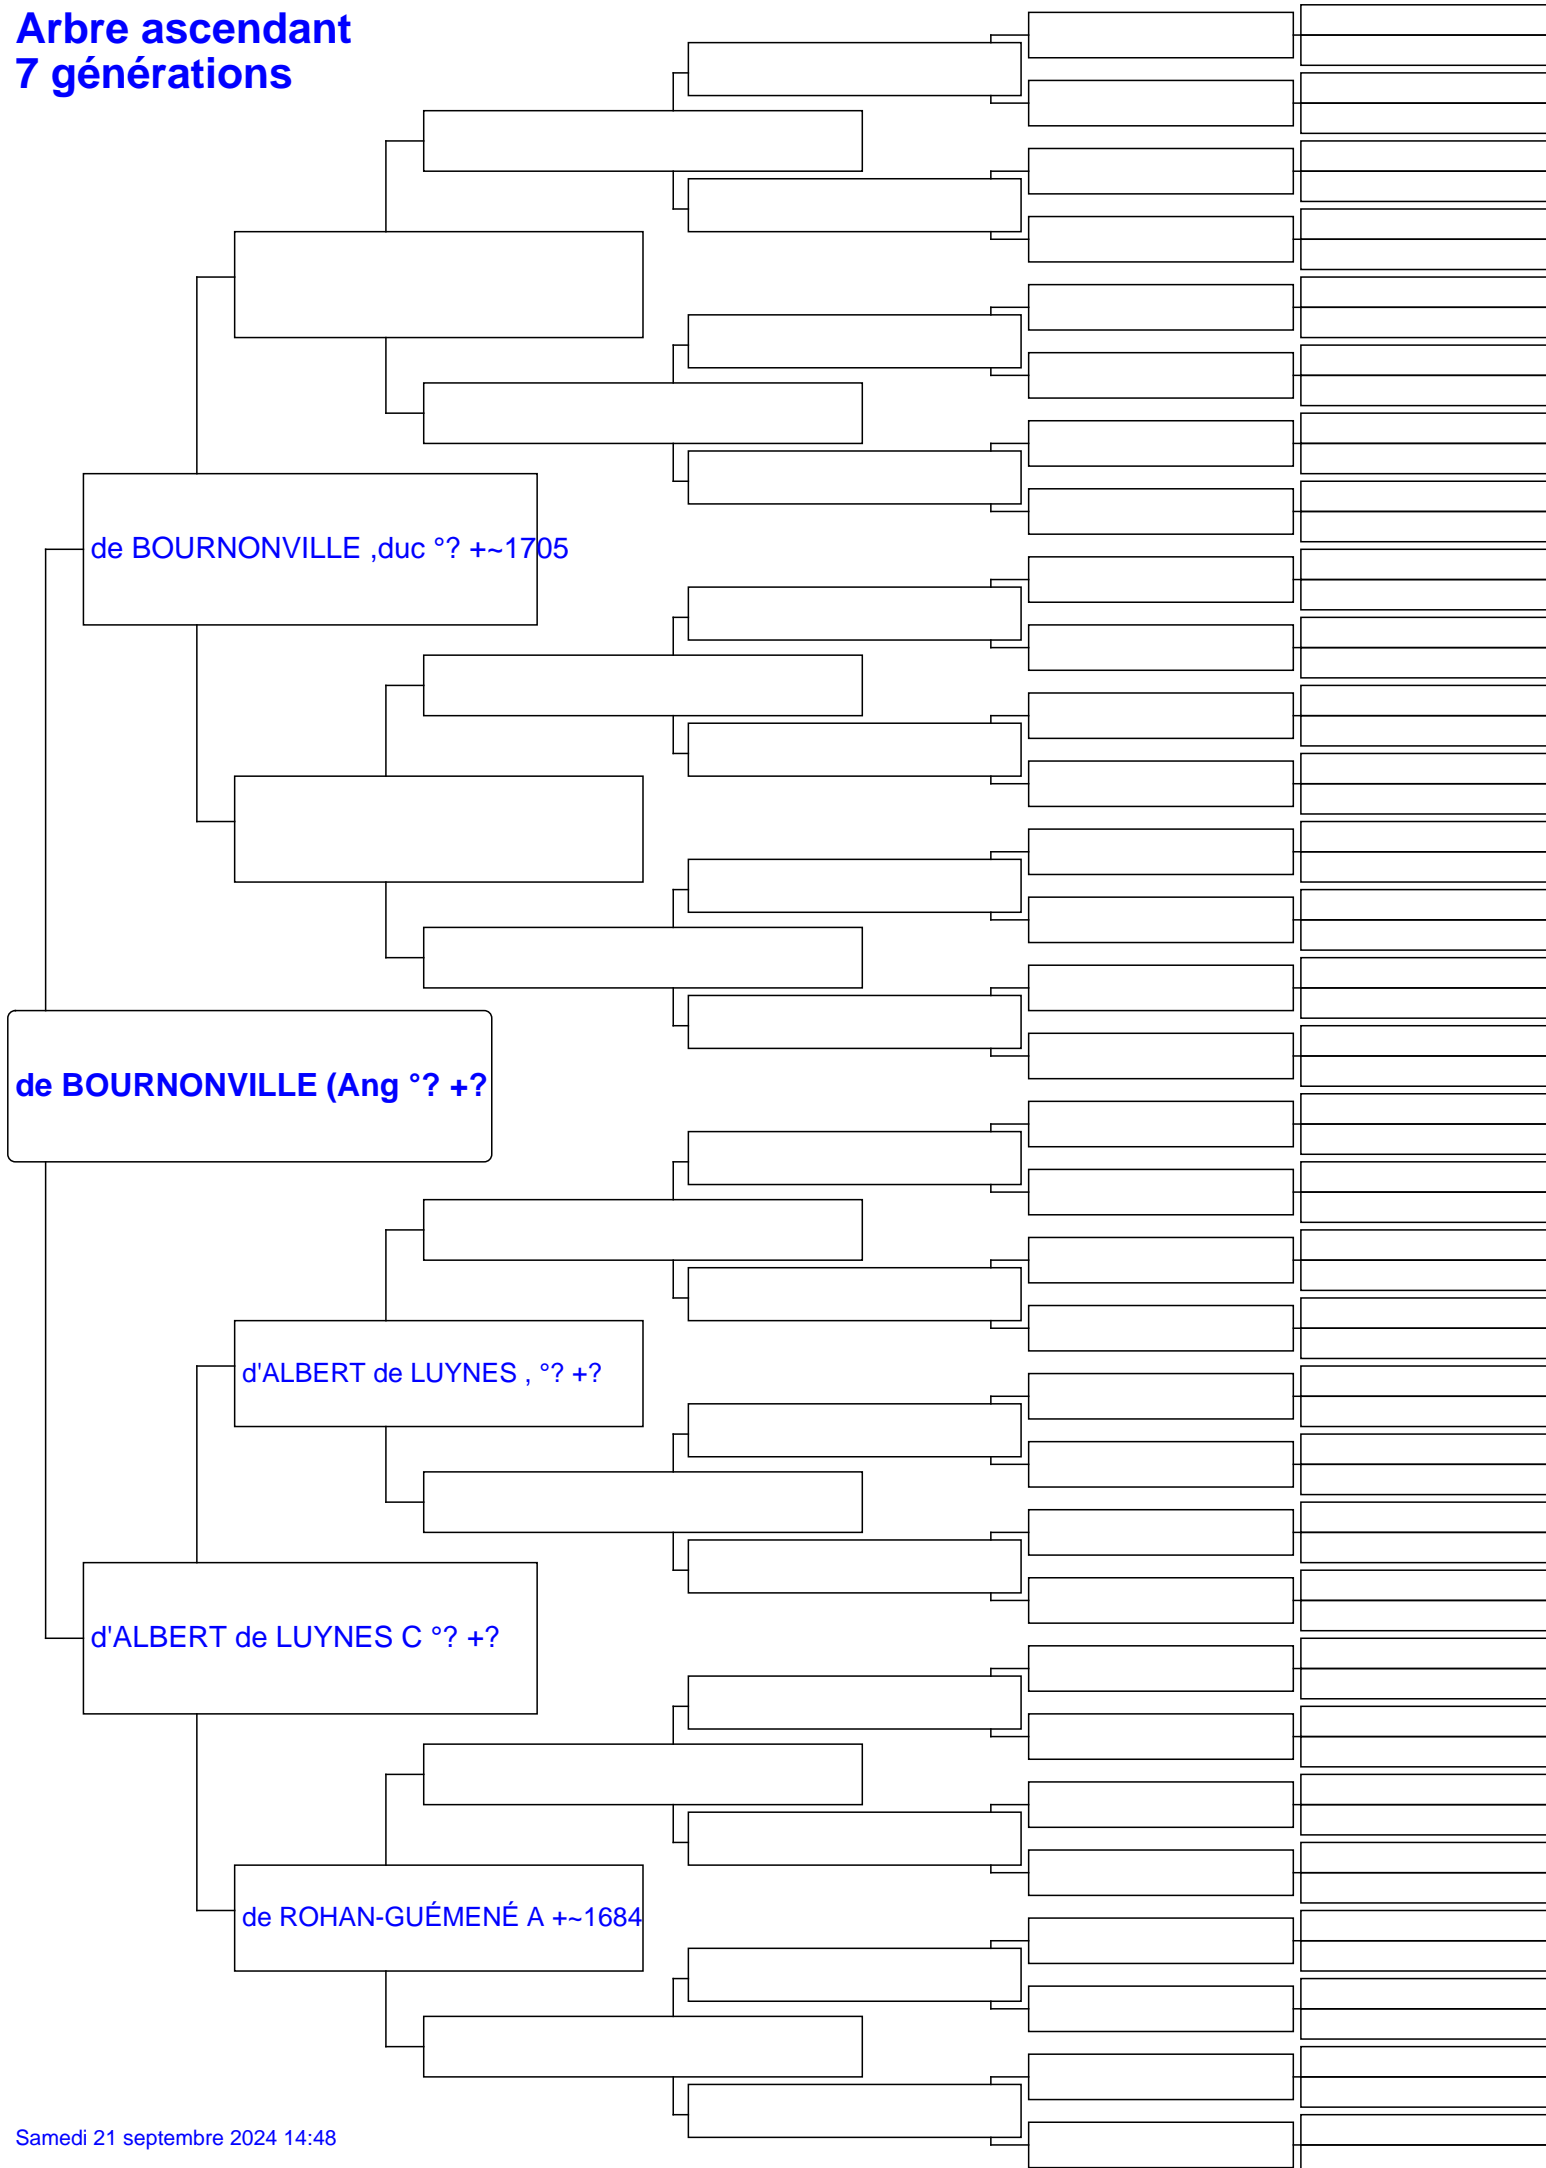 Arbre ascendant
7 générations
de BOURNONVILLE ,duc °? +~1705
de BOURNONVILLE (Ang °? +?
d'ALBERT de LUYNES , °? +?
d'ALBERT de LUYNES C °? +?
de ROHAN-GUÉMENÉ A +~1684
Samedi 21 septembre 2024 14:48